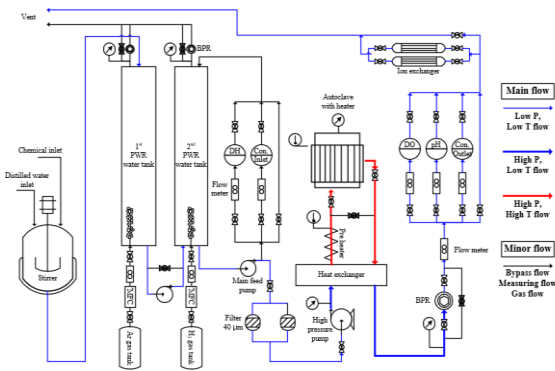 Vent
BPR
Ion exchanger
Main flow
Low P,
Low T flow
High P,
Low T flow
High P,
High T flow
Minor flow
Bypass flow
Measuring flow
Gas flow
Autoclave
with heater
1st
PWR
water tank
2nd
PWR
water tank
DH
Con.
Inlet
DO
pH
Con.
Outlet
Chemical inlet
Distilled water
inlet
Flow
meter
Stirrer
Pre heater
Flow meter
Main feed
pump
Heat exchanger
BPR
MFC
MFC
Filter
40 μm
High
pressure
pump
Ar gas tank
H2 gas tank